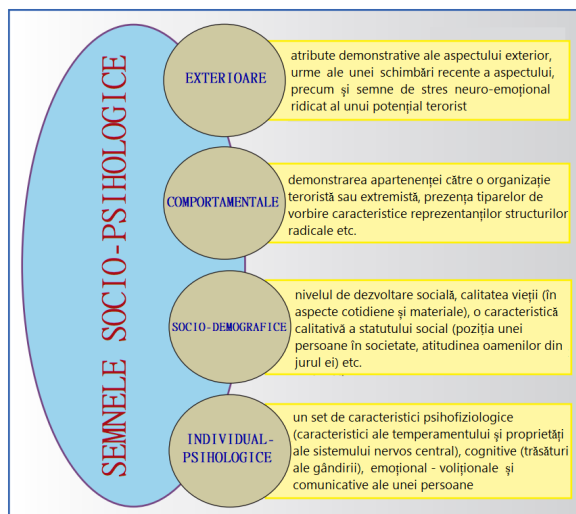 SEMNELE SOCIO-PSIHOLOGICE
EXTERIOARE
atribute demonstrative ale aspectului exterior,
urme ale unei schimbări recente a aspectului,
precum și semne de stres neuro-emoțional
ridicat al unui potențial terorist
COMPORTAMENTALE
demonstrarea apartenenței către o organizație
teroristă sau extremistă, prezența tiparelor de
vorbire caracteristice reprezentanților structurilor
radicale etc.
SOCIO-DEMOGRAFICE
nivelul de dezvoltare socială, calitatea vieții (în
aspecte cotidiene și materiale), o caracteristică
calitativă a statutului social (poziția unei
persoane în societate, atitudinea oamenilor din
jurul ei) etc.
INDIVIDUAL-
PSIHOLOGICE
un set de caracteristici psihofiziologice
(caracteristici ale temperamentului și proprietăți
ale sistemului nervos central), cognitive (trăsături
ale gândirii), emoțional - voliționale și
comunicative ale unei persoane